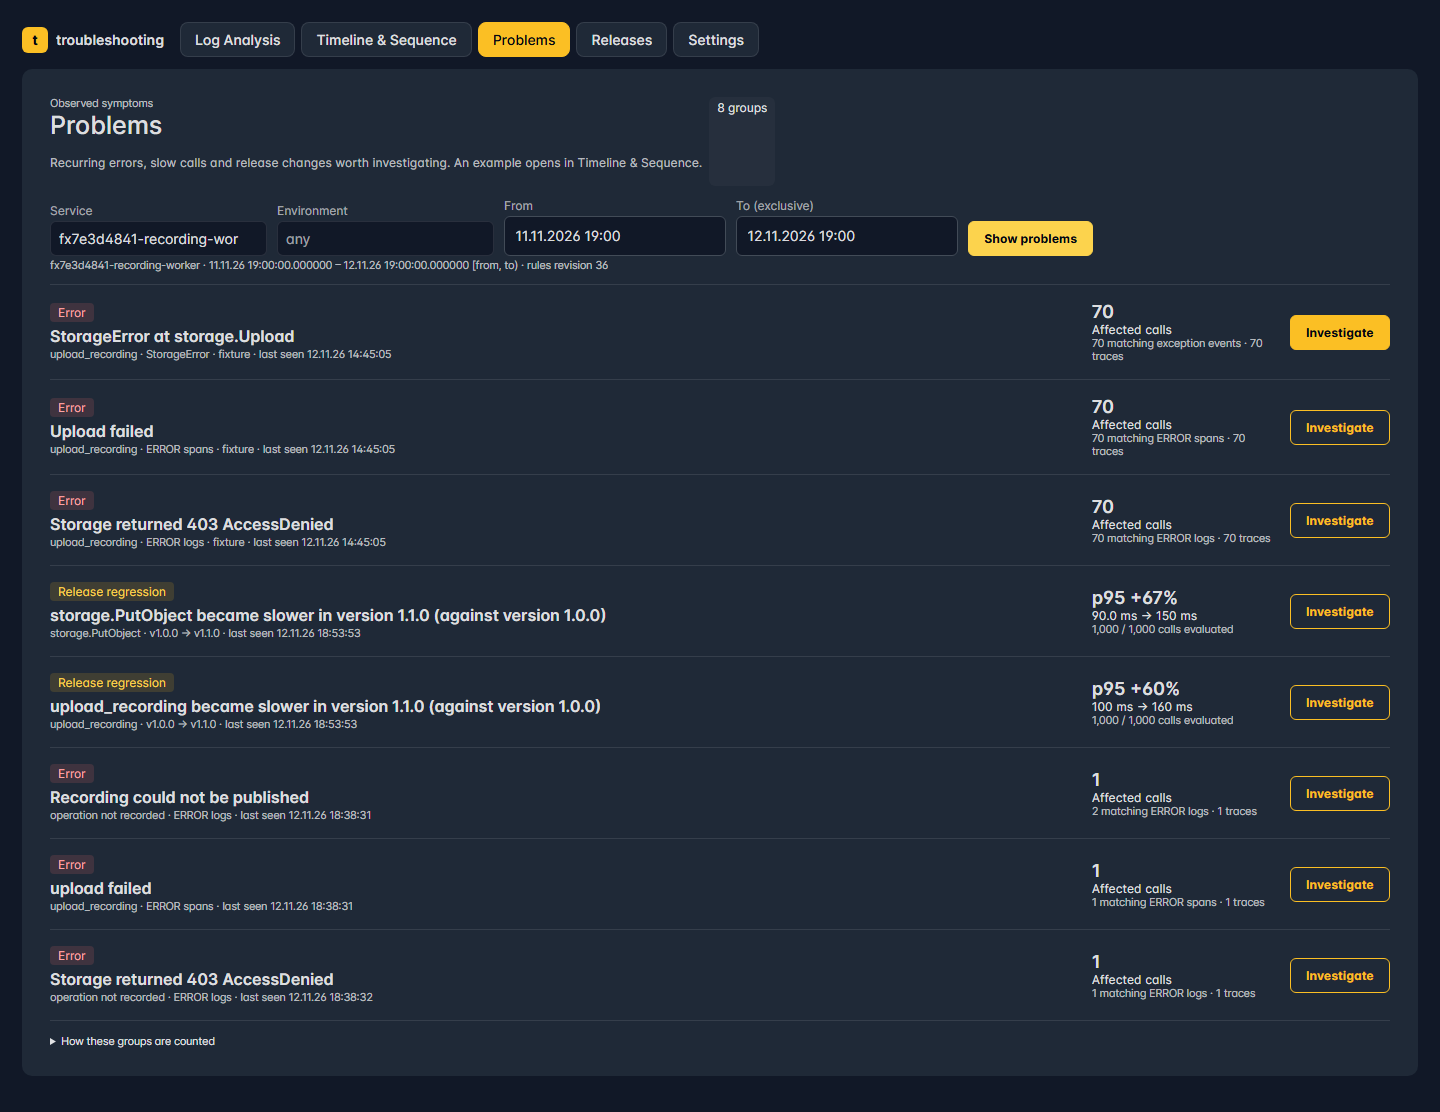 t troubleshooting Log Analysis Timeline & Sequence Problems Releases Settings
Observed symptoms
Problems
8 groups
Recurring errors, slow calls and release changes worth investigating. An example opens in Timeline & Sequence.
Service Environment From To (exclusive)
fx7e3d4841-recording-wor any 11.11.2026 19:00 12.11.2026 19:00 Show problems
fx7e3d4841-recording-worker · 11.11.26 19:00:00.000000 – 12.11.26 19:00:00.000000 [from, to) · rules revision 36
Error
StorageError at storage.Upload
upload_recording · StorageError · fixture · last seen 12.11.26 14:45:05
70
Affected calls
70 matching exception events · 70
traces
Investigate
Error
Upload failed
upload_recording · ERROR spans · fixture · last seen 12.11.26 14:45:05
70
Affected calls
70 matching ERROR spans · 70
traces
Investigate
Error
Storage returned 403 AccessDenied
upload_recording · ERROR logs · fixture · last seen 12.11.26 14:45:05
70
Affected calls
70 matching ERROR logs · 70 traces
Investigate
Release regression
storage.PutObject became slower in version 1.1.0 (against version 1.0.0)
storage.PutObject · v1.0.0 → v1.1.0 · last seen 12.11.26 18:53:53
p95 +67%
90.0 ms → 150 ms
1,000 / 1,000 calls evaluated
Investigate
Release regression
upload_recording became slower in version 1.1.0 (against version 1.0.0)
upload_recording · v1.0.0 → v1.1.0 · last seen 12.11.26 18:53:53
p95 +60%
100 ms → 160 ms
1,000 / 1,000 calls evaluated
Investigate
Error
Recording could not be published
operation not recorded · ERROR logs · last seen 12.11.26 18:38:31
1
Affected calls
2 matching ERROR logs · 1 traces
Investigate
Error
upload failed
upload_recording · ERROR spans · last seen 12.11.26 18:38:31
1
Affected calls
1 matching ERROR spans · 1 traces
Investigate
Error
Storage returned 403 AccessDenied
operation not recorded · ERROR logs · last seen 12.11.26 18:38:32
1
Affected calls
1 matching ERROR logs · 1 traces
Investigate
▶ How these groups are counted